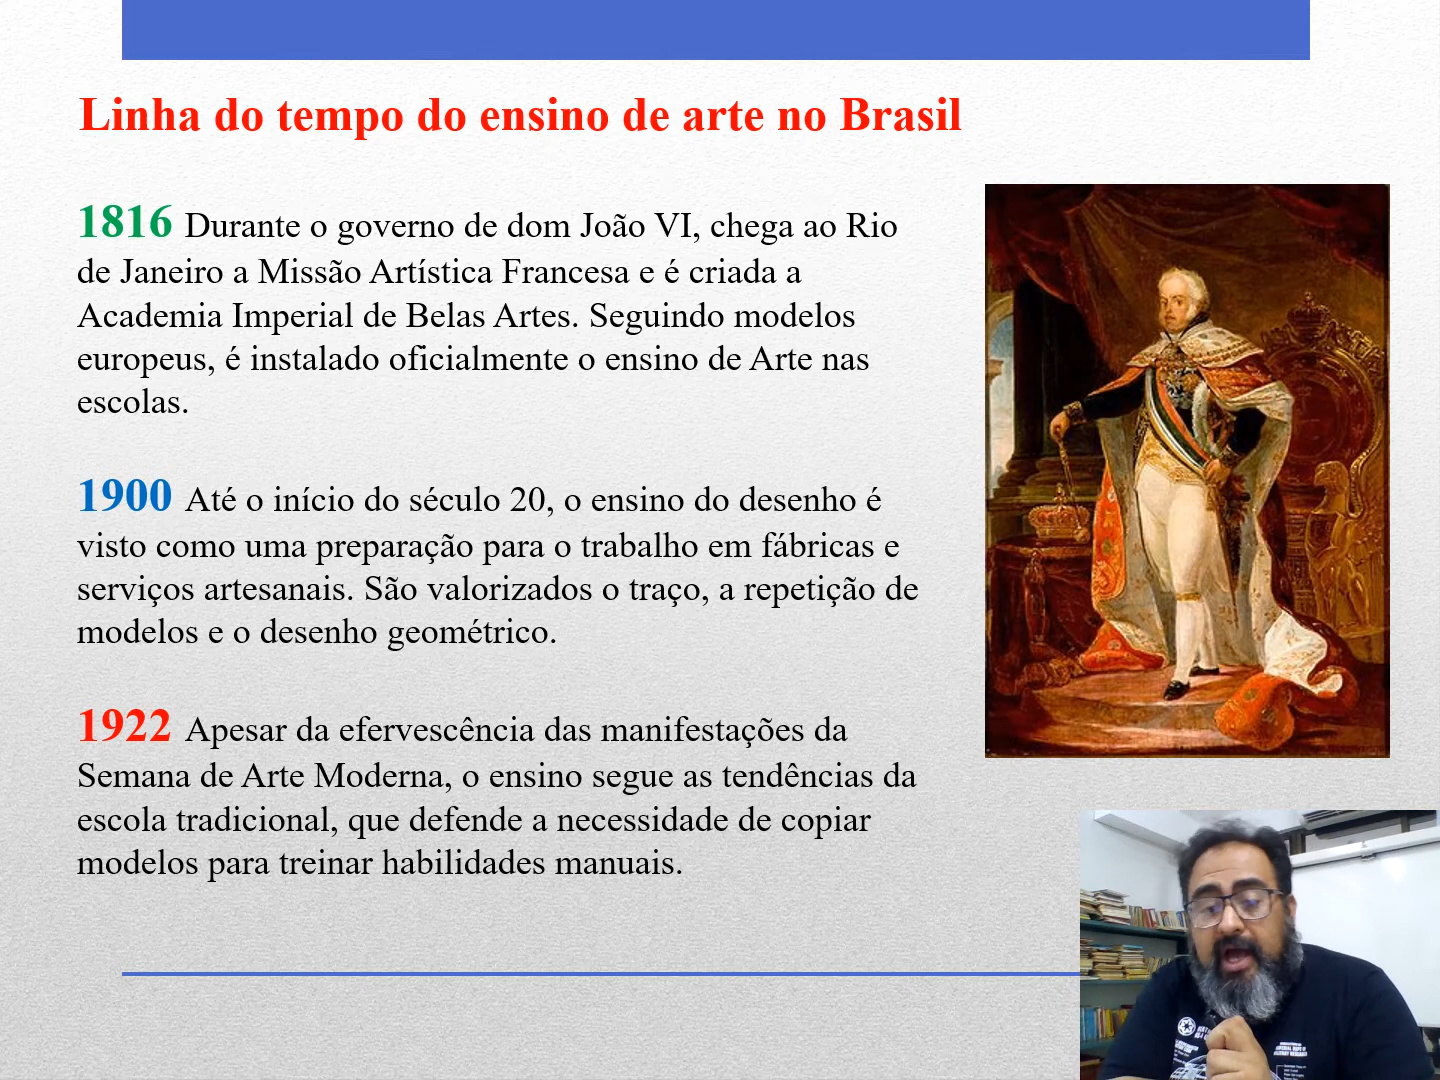 Linha do tempo do ensino de arte no Brasil
1816 Durante o governo de dom João VI, chega ao Rio
de Janeiro a Missão Artística Francesa e é criada a
Academia Imperial de Belas Artes. Seguindo modelos
europeus, é instalado oficialmente o ensino de Arte nas
escolas.
1900 Até o início do século 20, o ensino do desenho é
visto como uma preparação para o trabalho em fábricas e
serviços artesanais. São valorizados o traço, a repetição de
modelos e o desenho geométrico.
1922 Apesar da efervescência das manifestações da
Semana de Arte Moderna, o ensino segue as tendências da
escola tradicional, que defende a necessidade de copiar
modelos para treinar habilidades manuais.